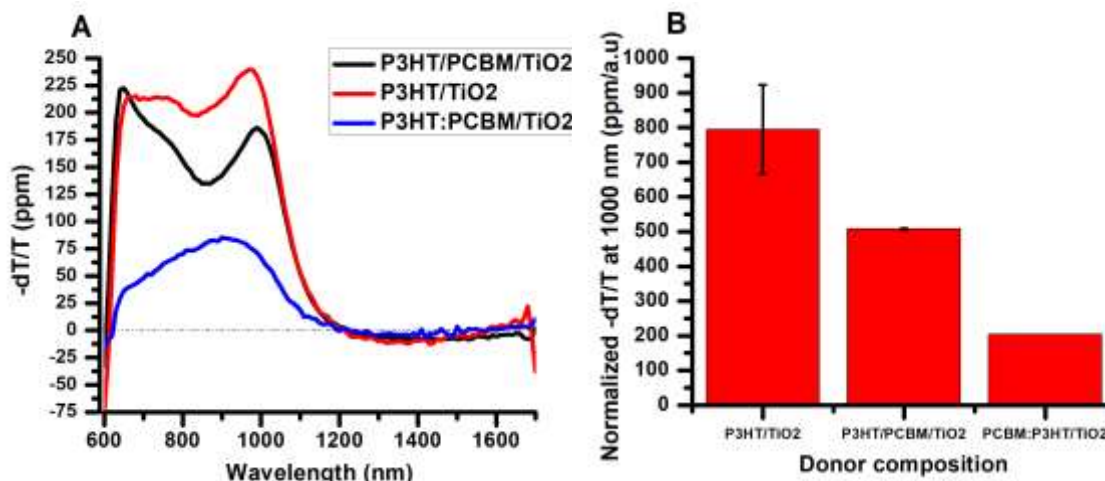 A
-dT/T (ppm)
250
225
200
175
150
125
100
75
50
25
0
-25
-50
-75
600 800 1000 1200 1400 1600
Wavelength (nm)
P3HT/PCBM/TiO2
P3HT/TiO2
P3HT:PCBM/TiO2
B
Normalized -dT/T at 1000 nm (ppm/a.u)
1000
900
800
700
600
500
400
300
200
100
0
P3HT/TiO2 P3HT/PCBM/TiO2 PCBM:P3HT/TiO2
Donor composition